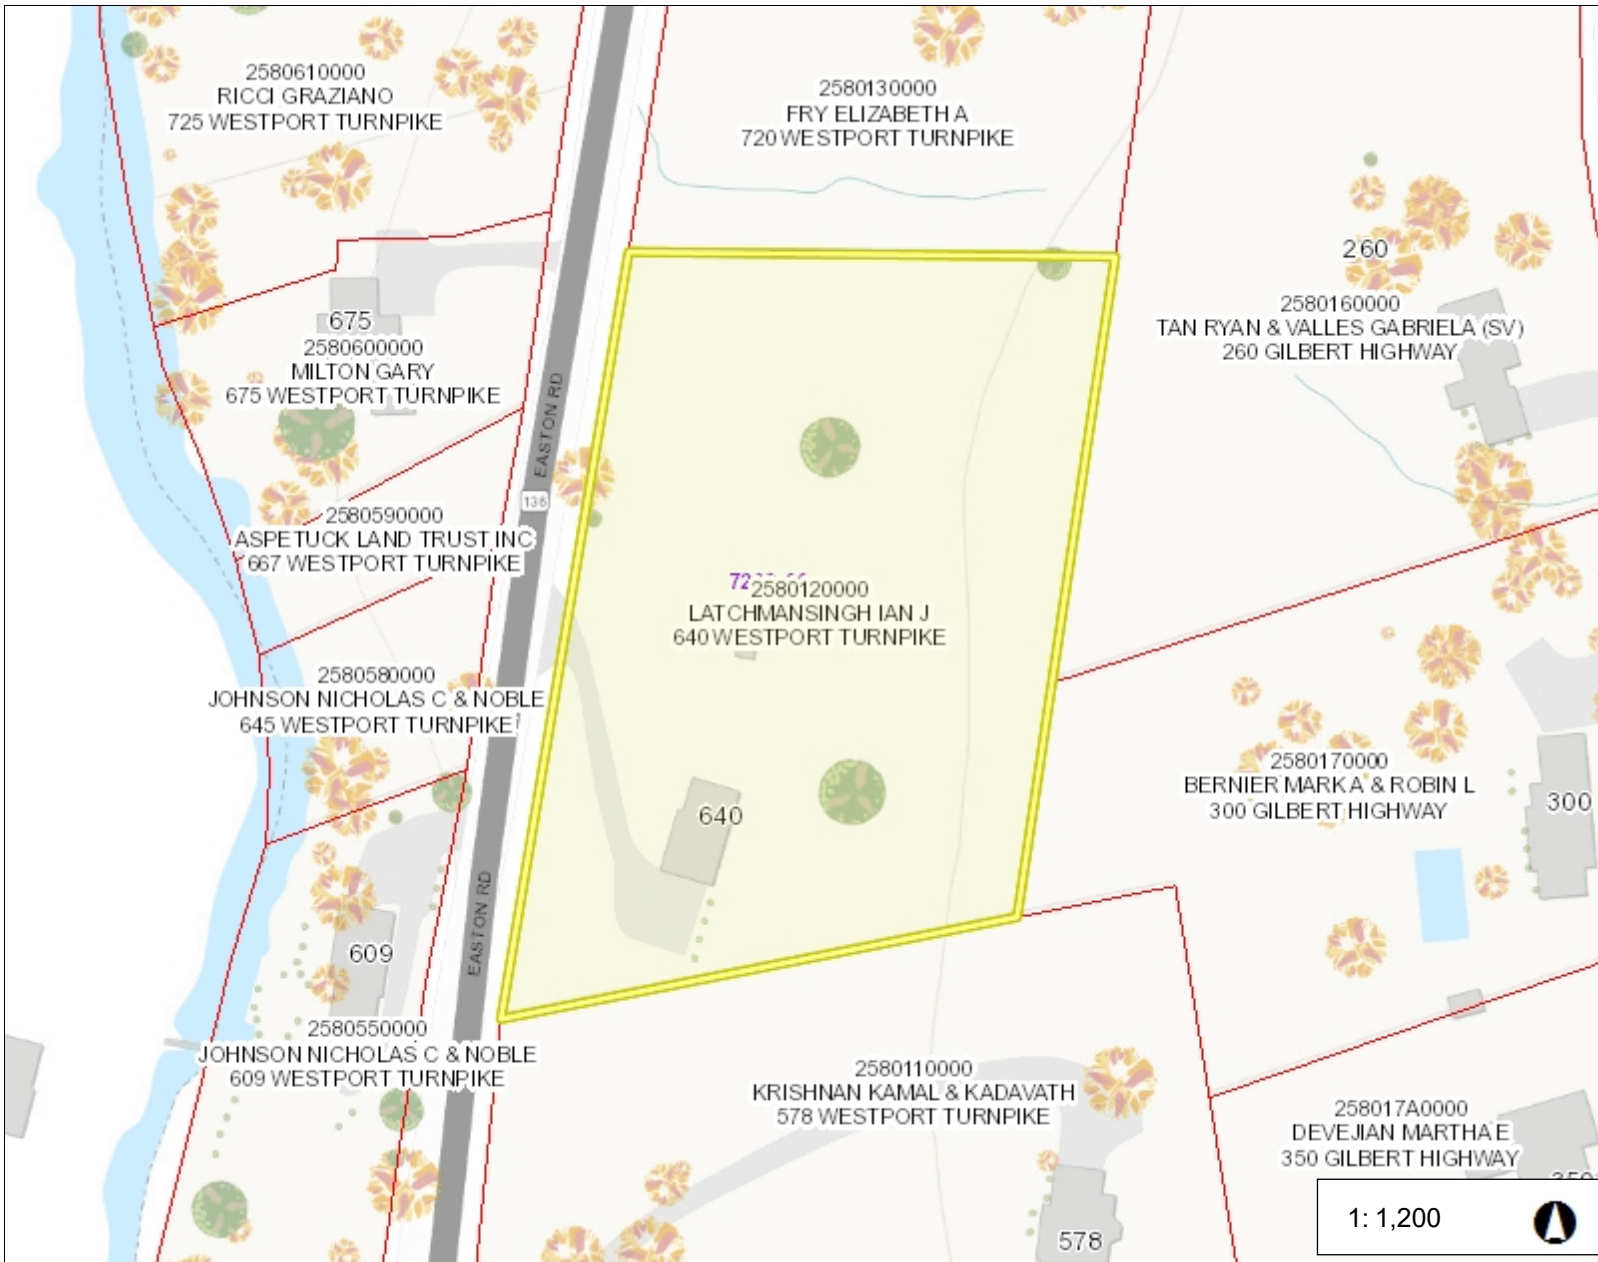 2580610000
RICCI GRAZIANO
725 WESTPORT TURNPIKE
2580130000
FRY ELIZABETH A
720 WESTPORT TURNPIKE
260
2580160000
TAN RYAN & VALLES GABRIELA (SV)
260 GILBERT HIGHWAY
675
2580600000
MILTON GARY
675 WESTPORT TURNPIKE
EASTON RD
136
2580590000
ASPETUCK LAND TRUST INC
667 WESTPORT TURNPIKE
2580120000
LATCHMANSINGH IAN J
640 WESTPORT TURNPIKE
2580580000
JOHNSON NICHOLAS C & NOBLE
645 WESTPORT TURNPIKE
2580170000
BERNIER MARK A & ROBIN L
300 GILBERT HIGHWAY
300
640
EASTON RD
609
2580550000
JOHNSON NICHOLAS C & NOBLE
609 WESTPORT TURNPIKE
2580110000
KRISHNAN KAMAL & KADAVATH
578 WESTPORT TURNPIKE
258017A0000
DEVEJIAN MARTHA E
350 GILBERT HIGHWAY
578
1: 1,200